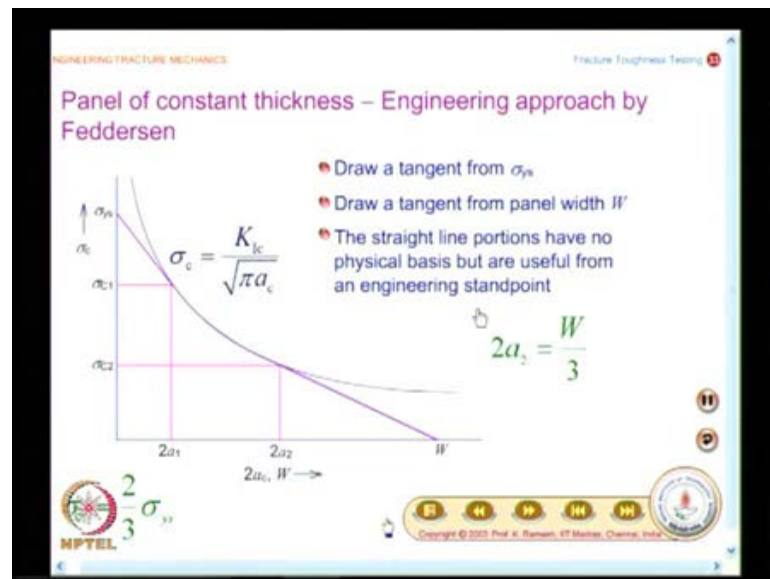 NGINEERING FRACTURE MECHANICS
Fracture Toughness Testing 33
Panel of constant thickness – Engineering approach by
Feddersen
Draw a tangent from σys
Draw a tangent from panel width W
The straight line portions have no
physical basis but are useful from
an engineering standpoint
σys
σc
σc = KIc / √πac
σC1
σC2
2a2 = W/3
2a1
2a2
W
2ac, W
2/3 σys
NPTEL
Copyright © 2003 Prof. K. Ramesh, IIT Madras, Chennai, India